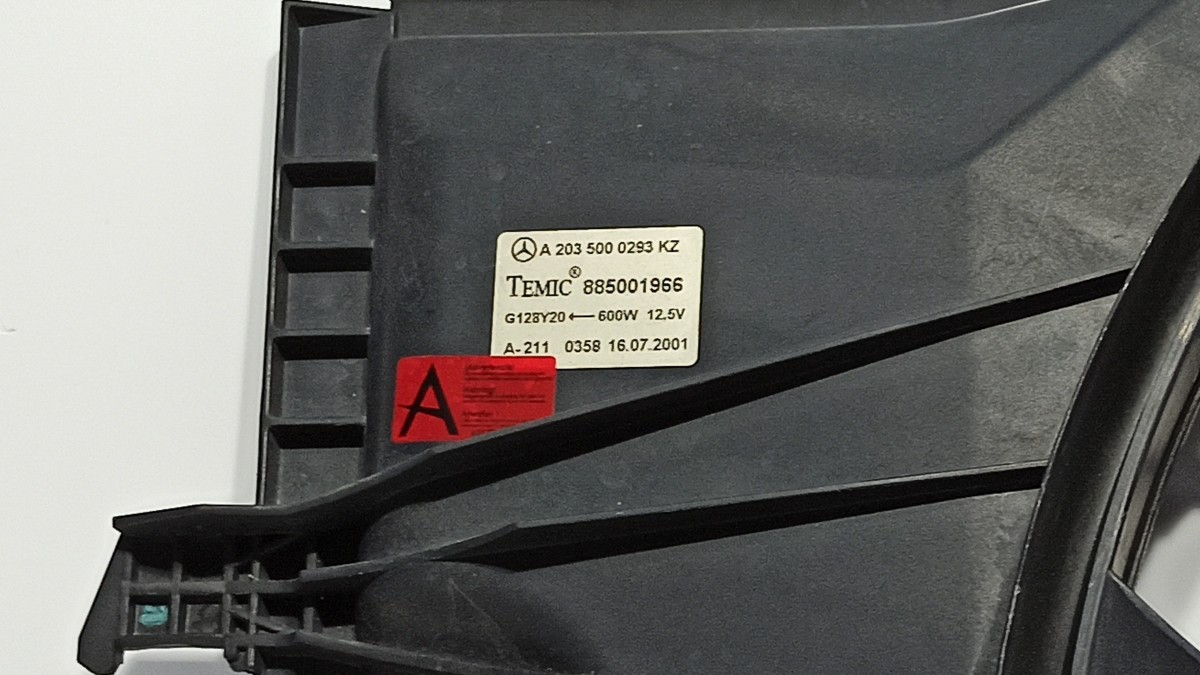 A 203 500 0293 KZ
TEMIC® 885001966
G128Y20 ← 600W 12.5V
A-211 0358 16.07.2001
A